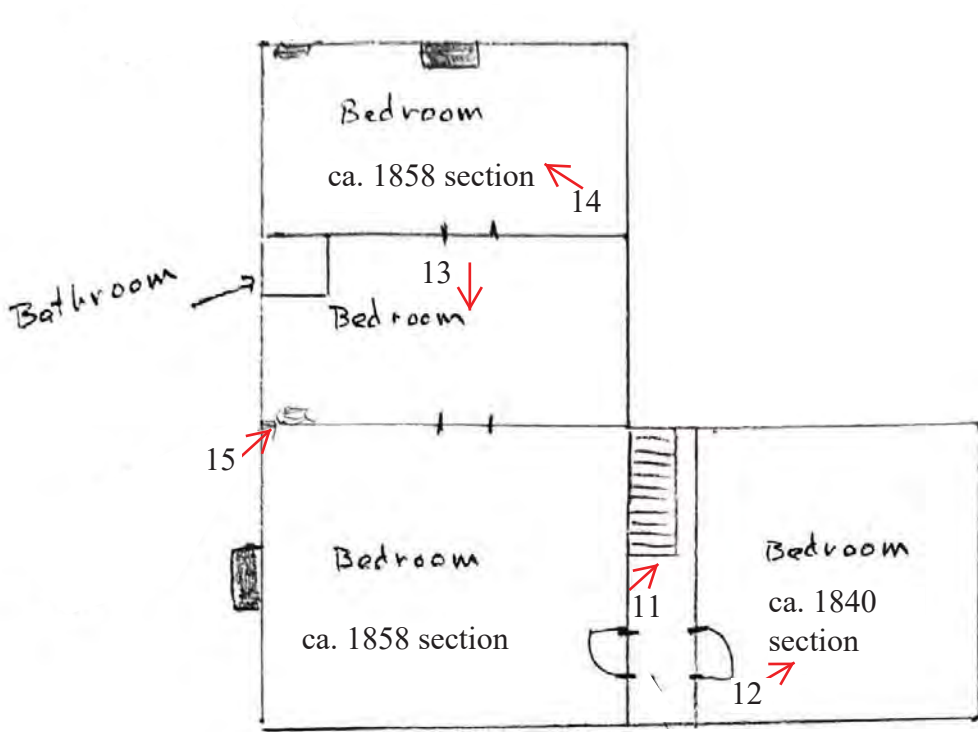 Bedroom
ca. 1858 section
14
13
Bathroom
Bedroom
15
Bedroom
ca. 1858 section
11
Bedroom
ca. 1840
section
12